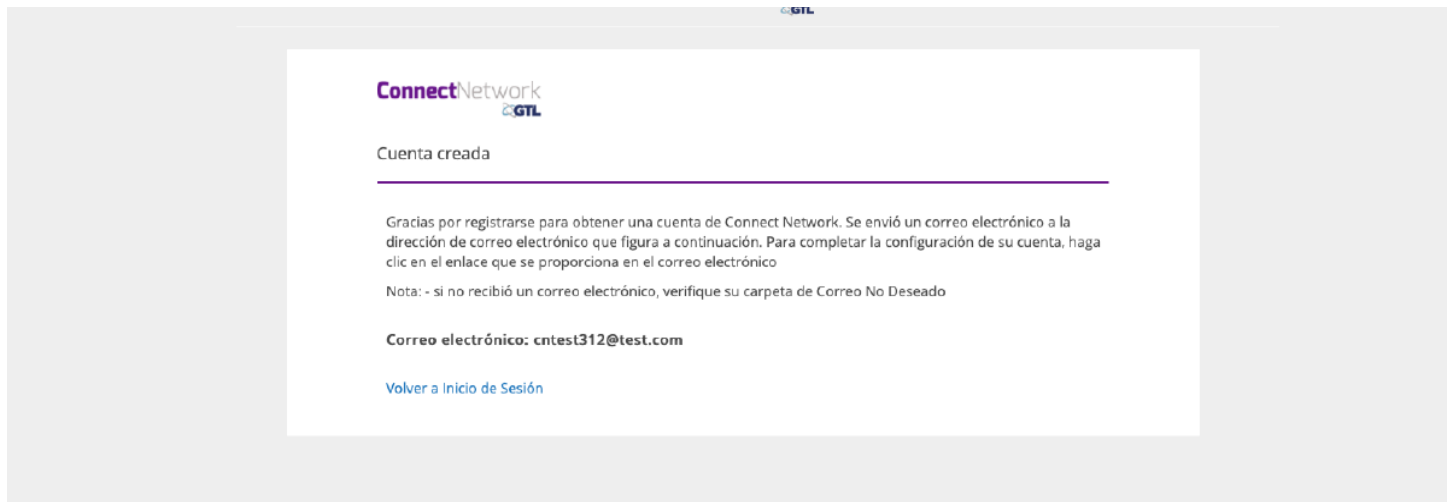 GTL
ConnectNetwork
GTL
Cuenta creada
Gracias por registrarse para obtener una cuenta de Connect Network. Se envió un correo electrónico a la
dirección de correo electrónico que figura a continuación. Para completar la configuración de su cuenta, haga
clic en el enlace que se proporciona en el correo electrónico
Nota: - si no recibió un correo electrónico, verifique su carpeta de Correo No Deseado
Correo electrónico: cntest312@test.com
Volver a Inicio de Sesión